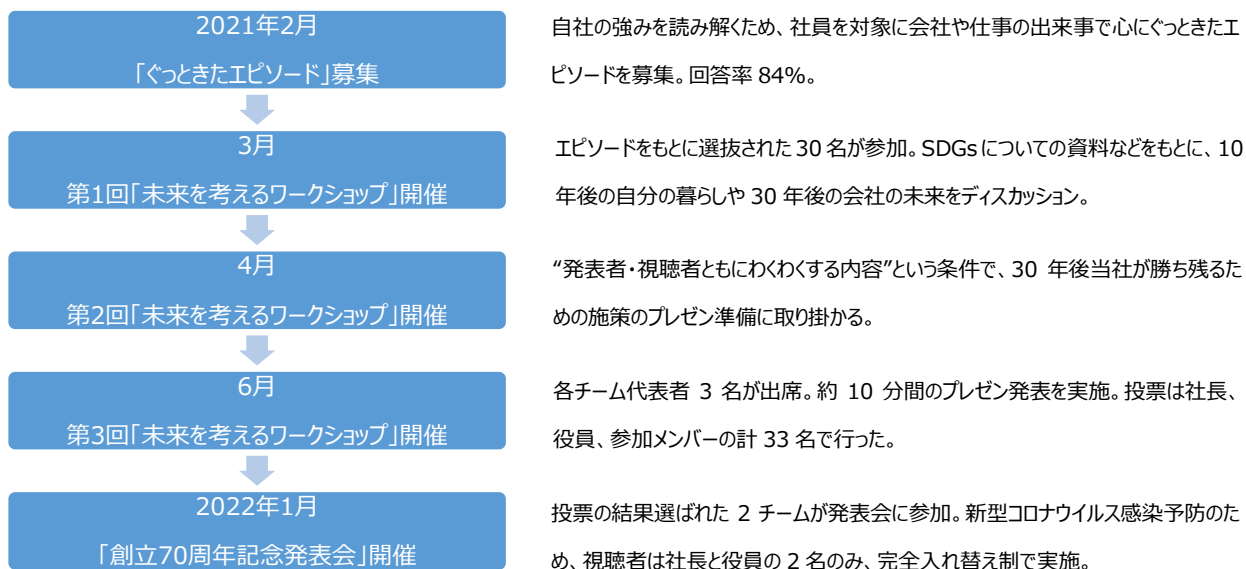 2021年2月
「ぐっときたエピソード」募集
自社の強みを読み解くため、社員を対象に会社や仕事の出来事で心にぐっときたエ
ピソードを募集。回答率 84%。
3月
第1回「未来を考えるワークショップ」開催
エピソードをもとに選抜された 30 名が参加。SDGs についての資料などをもとに、10
年後の自分の暮らしや 30 年後の会社の未来をディスカッション。
4月
第2回「未来を考えるワークショップ」開催
“発表者・視聴者ともにわくわくする内容”という条件で、30 年後当社が勝ち残るた
めの施策のプレゼン準備に取り掛かる。
6月
第3回「未来を考えるワークショップ」開催
各チーム代表者 3 名が出席。約 10 分間のプレゼン発表を実施。投票は社長、
役員、参加メンバーの計 33 名で行った。
2022年1月
「創立70周年記念発表会」開催
投票の結果選ばれた 2 チームが発表会に参加。新型コロナウイルス感染予防のた
め、視聴者は社長と役員の 2 名のみ、完全入れ替え制で実施。